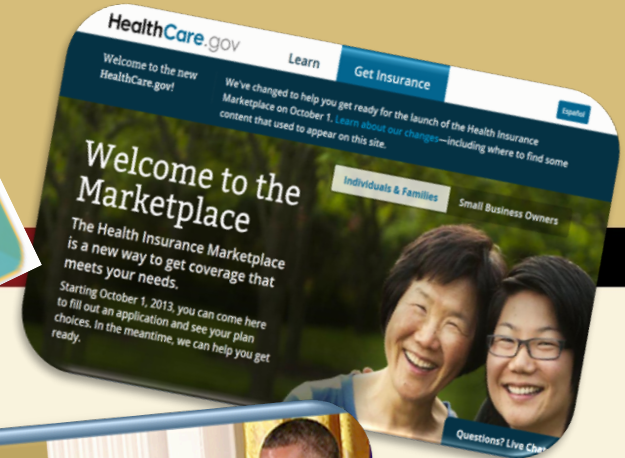 HealthCare.gov
Learn
Get Insurance
Español
Welcome to the new
HealthCare.gov!
We've changed to help you get ready for the launch of the Health Insurance
Marketplace on October 1. Learn about our changes—including where to find some
content that used to appear on this site.
Individuals & Families
Small Business Owners
Welcome to the
Marketplace
The Health Insurance Marketplace
is a new way to get coverage that
meets your needs.
Starting October 1, 2013, you can come here
to fill out an application and see your plan
choices. In the meantime, we can help you get
ready.
Questions? Live Chat